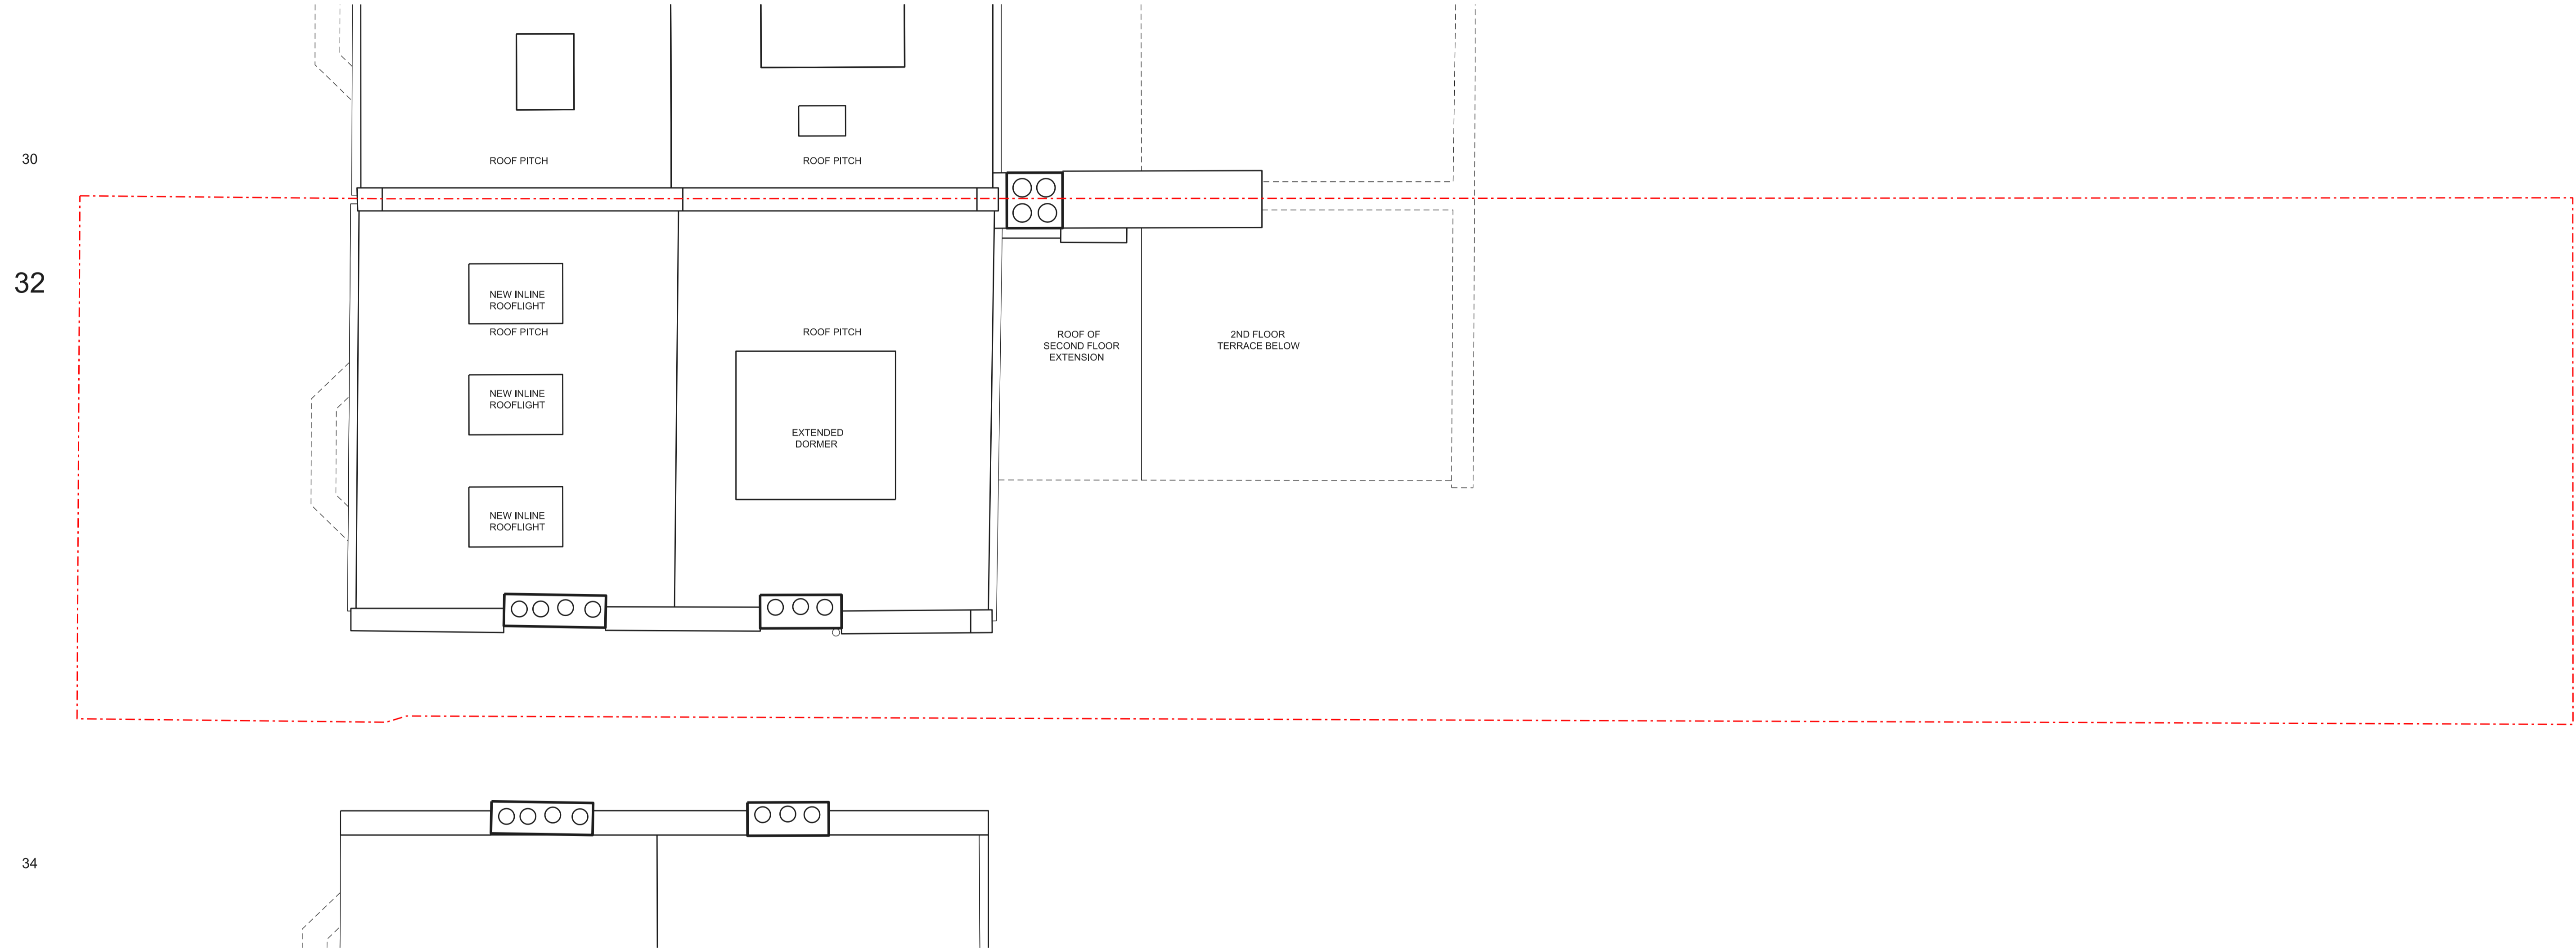 30
ROOF PITCH
ROOF PITCH
32
NEW INLINE
ROOFLIGHT
ROOF PITCH
ROOF PITCH
ROOF OF
SECOND FLOOR
EXTENSION
2ND FLOOR
TERRACE BELOW
NEW INLINE
ROOFLIGHT
EXTENDED
DORMER
NEW INLINE
ROOFLIGHT
34